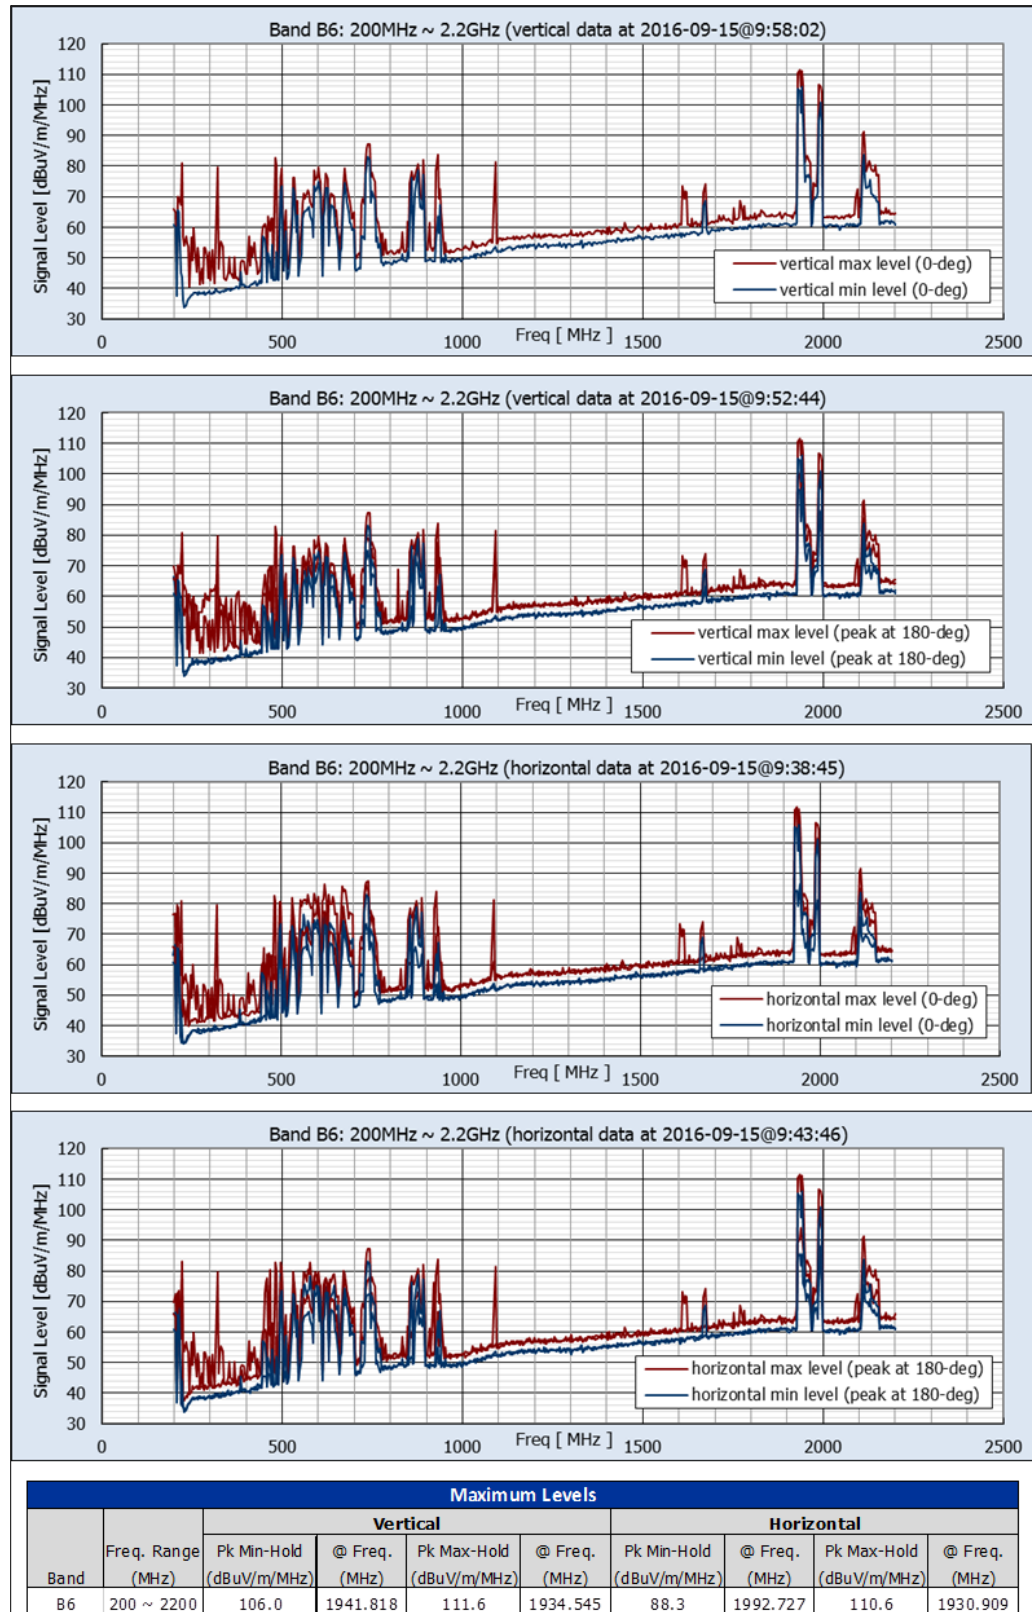 Band B6: 200MHz ~ 2.2GHz (vertical data at 2016-09-15@9:58:02)
Signal Level [dBuV/m/MHz]
120
110
100
90
80
70
60
50
40
30
vertical max level (0-deg)
vertical min level (0-deg)
0 500 1000 1500 2000 2500
Freq [ MHz ]
Band B6: 200MHz ~ 2.2GHz (vertical data at 2016-09-15@9:52:44)
Signal Level [dBuV/m/MHz]
120
110
100
90
80
70
60
50
40
30
vertical max level (peak at 180-deg)
vertical min level (peak at 180-deg)
0 500 1000 1500 2000 2500
Freq [ MHz ]
Band B6: 200MHz ~ 2.2GHz (horizontal data at 2016-09-15@9:38:45)
Signal Level [dBuV/m/MHz]
120
110
100
90
80
70
60
50
40
30
horizontal max level (0-deg)
horizontal min level (0-deg)
0 500 1000 1500 2000 2500
Freq [ MHz ]
Band B6: 200MHz ~ 2.2GHz (horizontal data at 2016-09-15@9:43:46)
Signal Level [dBuV/m/MHz]
120
110
100
90
80
70
60
50
40
30
horizontal max level (peak at 180-deg)
horizontal min level (peak at 180-deg)
0 500 1000 1500 2000 2500
Freq [ MHz ]
Maximum Levels
Vertical Horizontal
Freq. Range Pk Min-Hold @ Freq. Pk Max-Hold @ Freq. Pk Min-Hold @ Freq. Pk Max-Hold @ Freq.
Band (MHz) (dBuV/m/MHz) (MHz) (dBuV/m/MHz) (MHz) (dBuV/m/MHz) (MHz) (dBuV/m/MHz) (MHz)
B6 200 ~ 2200 106.0 1941.818 111.6 1934.545 88.3 1992.727 110.6 1930.909